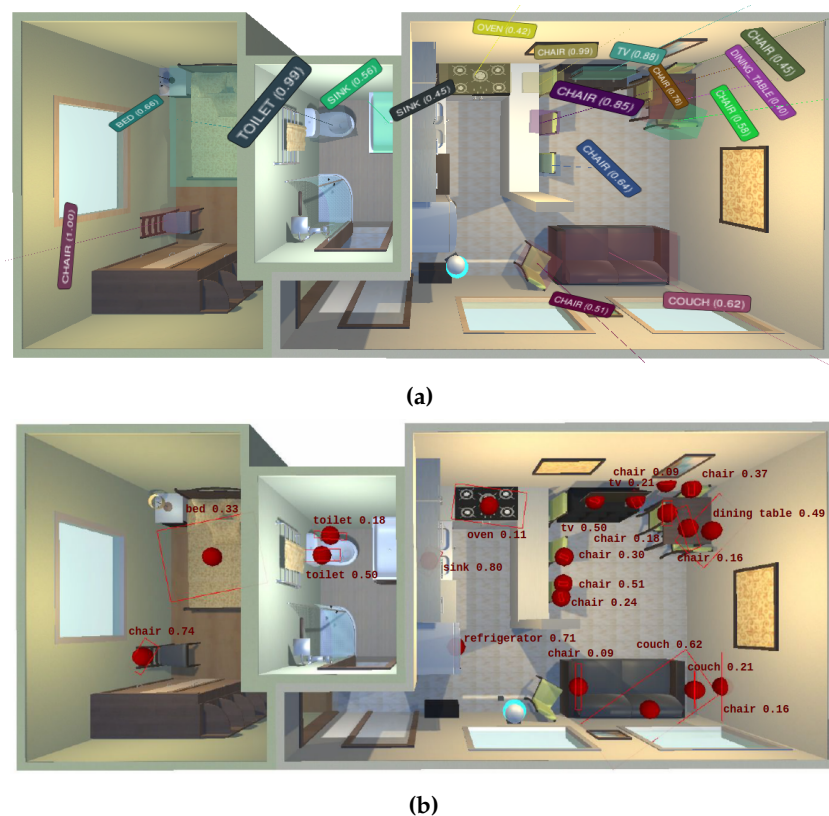 OVEN (0.42)
CHAIR (0.99)
TV (0.88)
CHAIR (0.45)
DINING TABLE (0.40)
CHAIR (0.76)
CHAIR (0.85)
CHAIR (0.58)
BED (0.66)
TOILET (0.99)
SINK (0.56)
SINK (0.45)
CHAIR (0.64)
CHAIR (1.00)
CHAIR (0.51)
COUCH (0.62)
(a)
chair 0.09
chair 0.37
tv 0.21
bed 0.33
dining table 0.49
toilet 0.18
oven 0.11
tv 0.50
chair 0.18
chair 0.30
chair 0.16
toilet 0.50
sink 0.80
chair 0.51
chair 0.24
chair 0.74
refrigerator 0.71
couch 0.62
chair 0.09
couch 0.21
chair 0.16
(b)